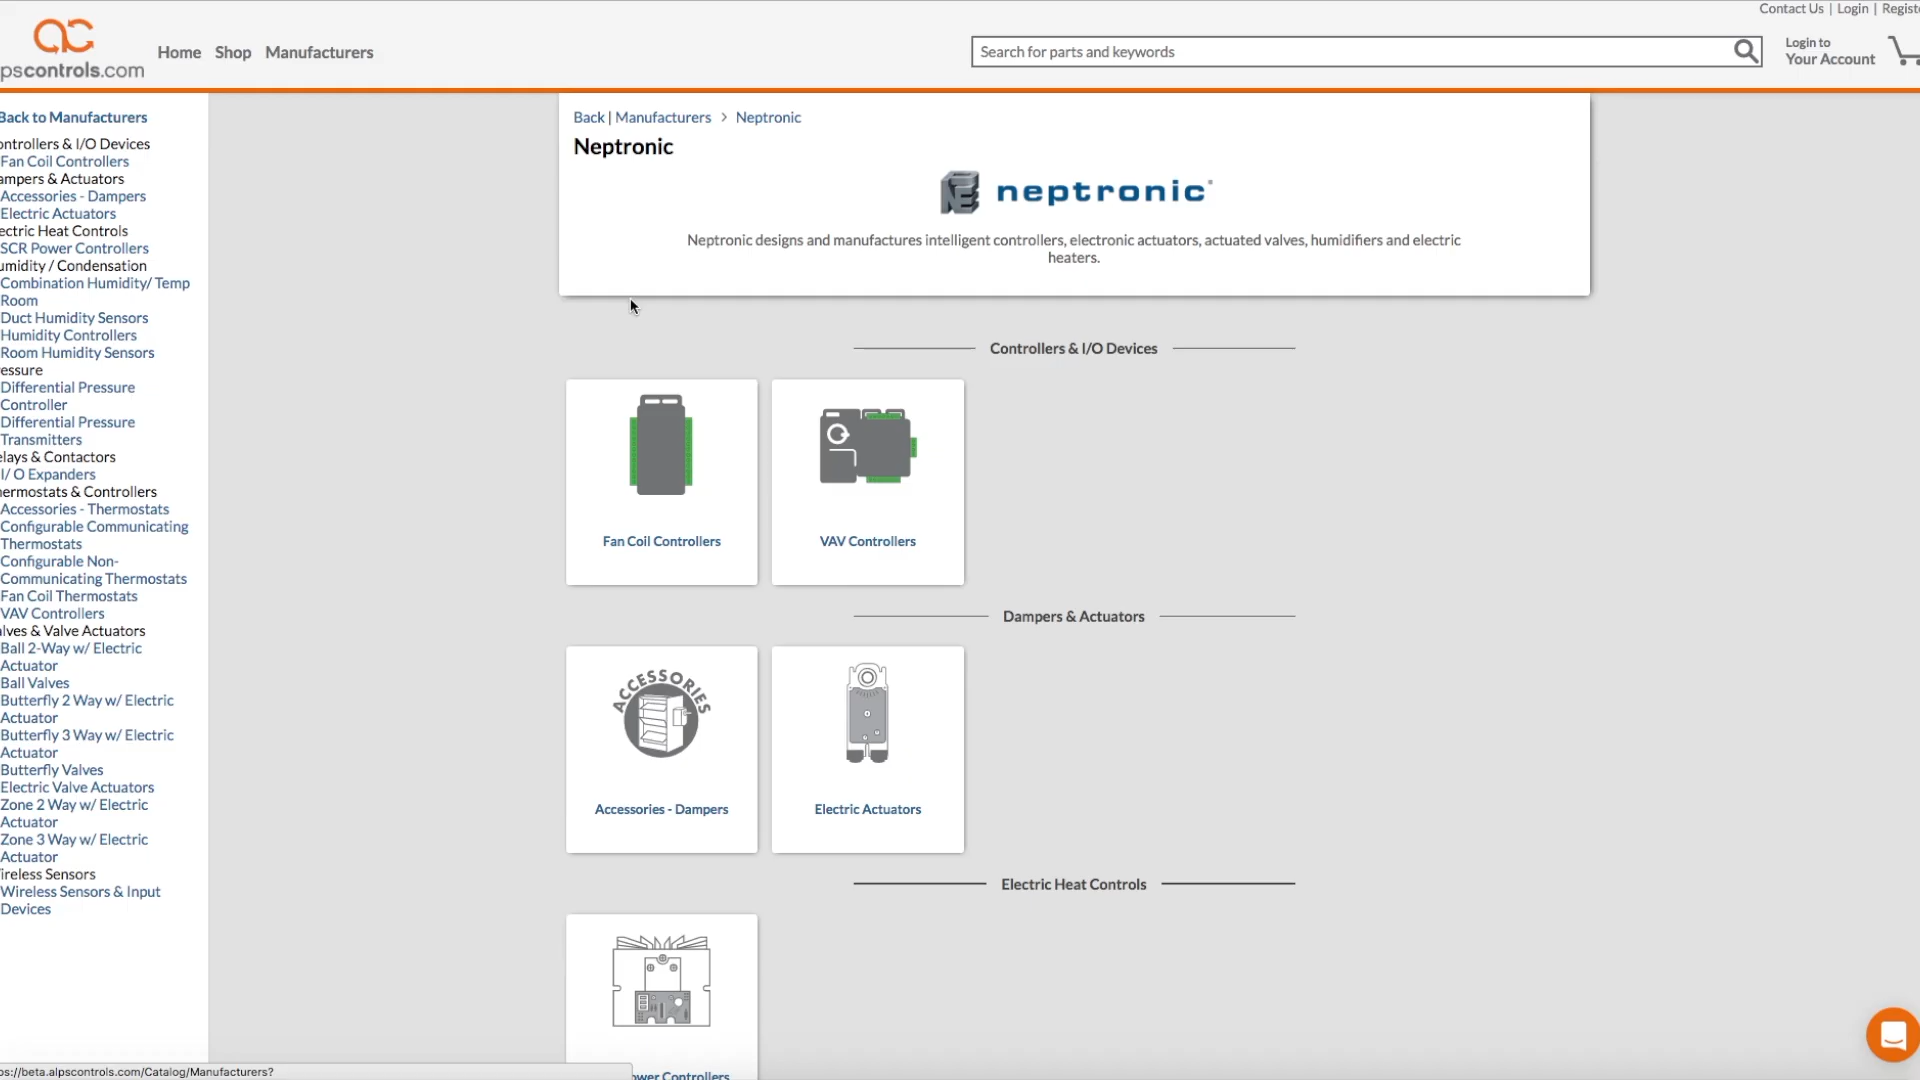 Contact Us | Login | Regist
pscontrols.com
Home Shop Manufacturers
Search for parts and keywords
Login to
Your Account
Back to Manufacturers
ontrollers & I/O Devices
Fan Coil Controllers
ampers & Actuators
Accessories - Dampers
Electric Actuators
ectric Heat Controls
SCR Power Controllers
umidity / Condensation
Combination Humidity/ Temp
Room
Duct Humidity Sensors
Humidity Controllers
Room Humidity Sensors
essure
Differential Pressure
Controller
Differential Pressure
Transmitters
elays & Contactors
I/ O Expanders
hermostats & Controllers
Accessories - Thermostats
Configurable Communicating
Thermostats
Configurable Non-
Communicating Thermostats
Fan Coil Thermostats
VAV Controllers
alves & Valve Actuators
Ball 2-Way w/ Electric
Actuator
Ball Valves
Butterfly 2 Way w/ Electric
Actuator
Butterfly 3 Way w/ Electric
Actuator
Butterfly Valves
Electric Valve Actuators
Zone 2 Way w/ Electric
Actuator
Zone 3 Way w/ Electric
Actuator
ireless Sensors
Wireless Sensors & Input
Devices
Back | Manufacturers > Neptronic
Neptronic
neptronic
Neptronic designs and manufactures intelligent controllers, electronic actuators, actuated valves, humidifiers and electric
heaters.
Controllers & I/O Devices
Fan Coil Controllers
VAV Controllers
Dampers & Actuators
ACCESSORIES
Accessories - Dampers
Electric Actuators
Electric Heat Controls
ower Controllers
ps://beta.alpscontrols.com/Catalog/Manufacturers?